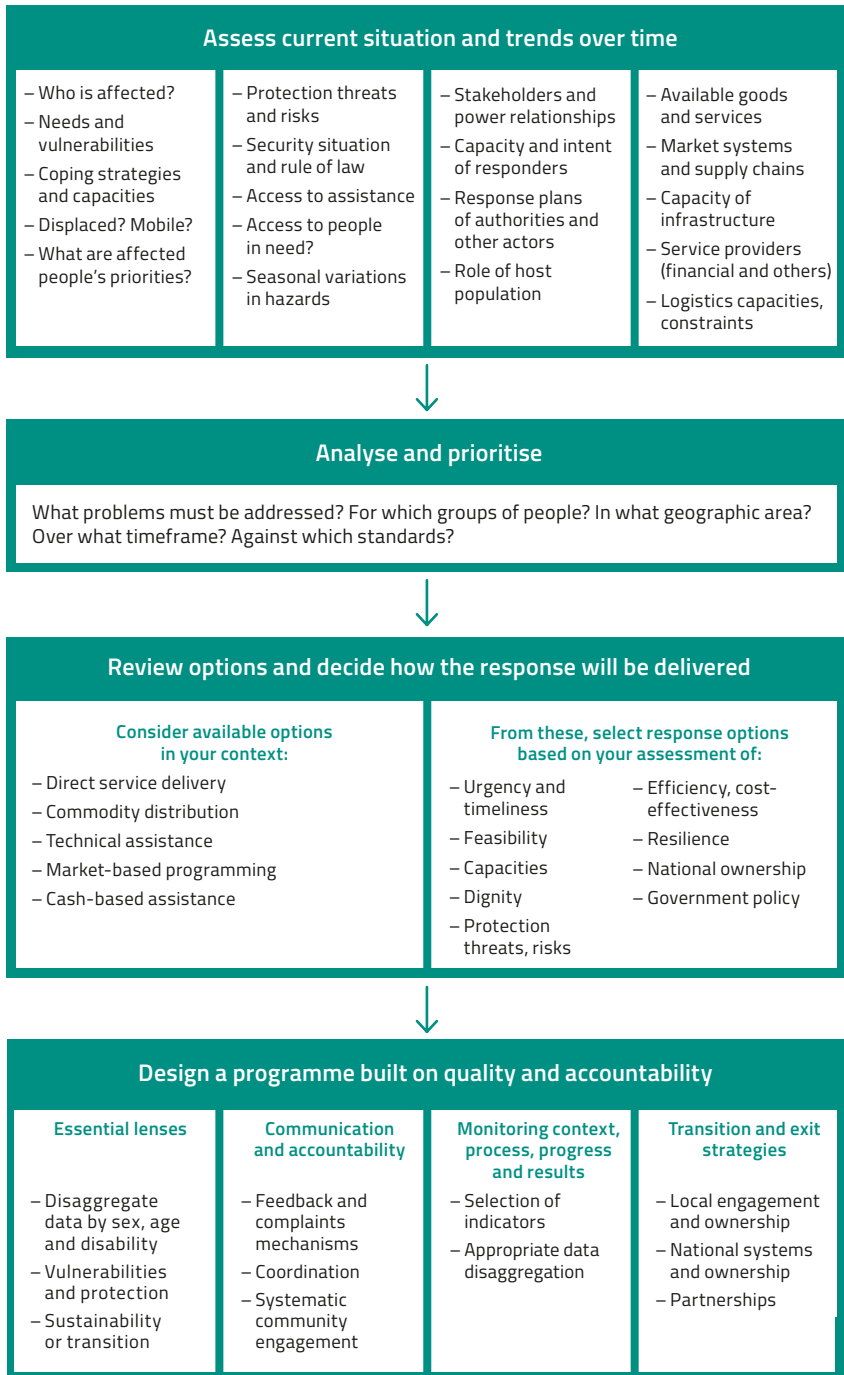 Assess current situation and trends over time
– Who is affected?
– Needs and
vulnerabilities
– Coping strategies
and capacities
– Displaced? Mobile?
– What are affected
people’s priorities?
– Protection threats
and risks
– Security situation
and rule of law
– Access to assistance
– Access to people
in need?
– Seasonal variations
in hazards
– Stakeholders and
power relationships
– Capacity and intent
of responders
– Response plans
of authorities and
other actors
– Role of host
population
– Available goods
and services
– Market systems
and supply chains
– Capacity of
infrastructure
– Service providers
(financial and others)
– Logistics capacities,
constraints
Analyse and prioritise
What problems must be addressed? For which groups of people? In what geographic area?
Over what timeframe? Against which standards?
Review options and decide how the response will be delivered
Consider available options
in your context:
– Direct service delivery
– Commodity distribution
– Technical assistance
– Market-based programming
– Cash-based assistance
From these, select response options
based on your assessment of:
– Urgency and
timeliness
– Feasibility
– Capacities
– Dignity
– Protection
threats, risks
– Efficiency, cost-
effectiveness
– Resilience
– National ownership
– Government policy
Design a programme built on quality and accountability
Essential lenses
– Disaggregate
data by sex, age
and disability
– Vulnerabilities
and protection
– Sustainability
or transition
Communication
and accountability
– Feedback and
complaints
mechanisms
– Coordination
– Systematic
community
engagement
Monitoring context,
process, progress
and results
– Selection of
indicators
– Appropriate data
disaggregation
Transition and exit
strategies
– Local engagement
and ownership
– National systems
and ownership
– Partnerships